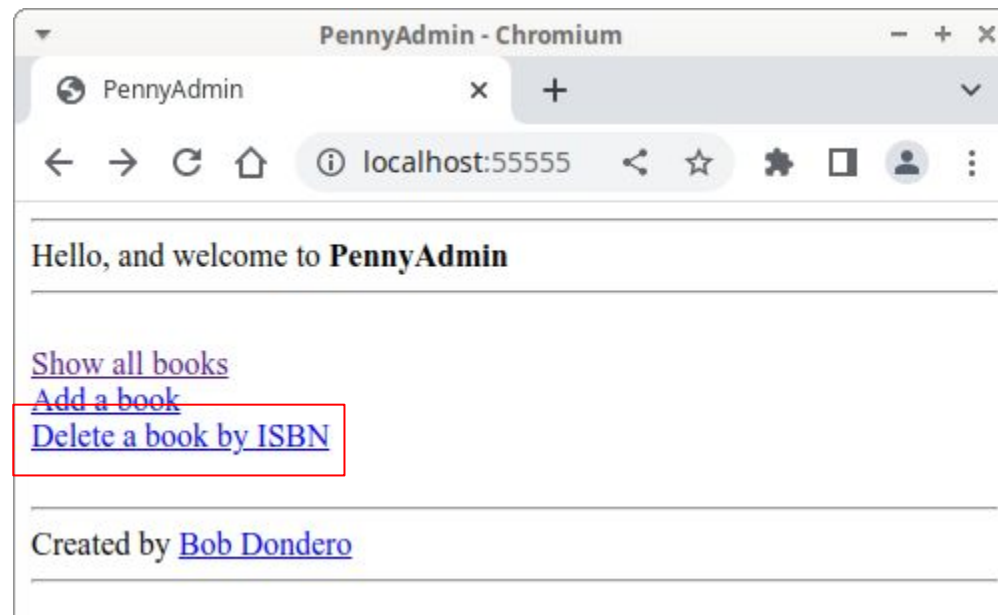 PennyAdmin - Chromium
PennyAdmin
localhost:55555
Hello, and welcome to PennyAdmin
Show all books
Add a book
Delete a book by ISBN
Created by Bob Dondero